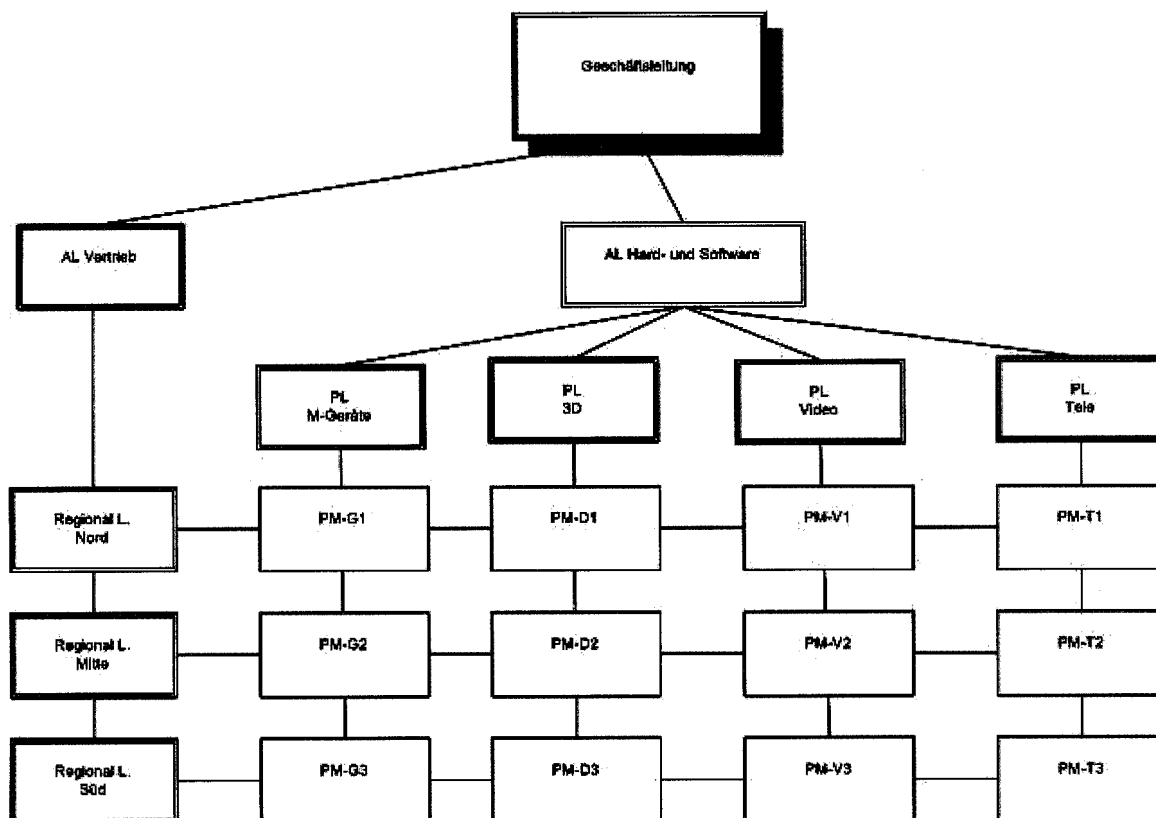 Geschäftsleitung
AL Vertrieb
AL Hard- und Software
PL
M-Geräte
PL
3D
PL
Video
PL
Tele
Regional L.
Nord
PM-G1
PM-D1
PM-V1
PM-T1
Regional L.
Mitte
PM-G2
PM-D2
PM-V2
PM-T2
Regional L.
Süd
PM-G3
PM-D3
PM-V3
PM-T3